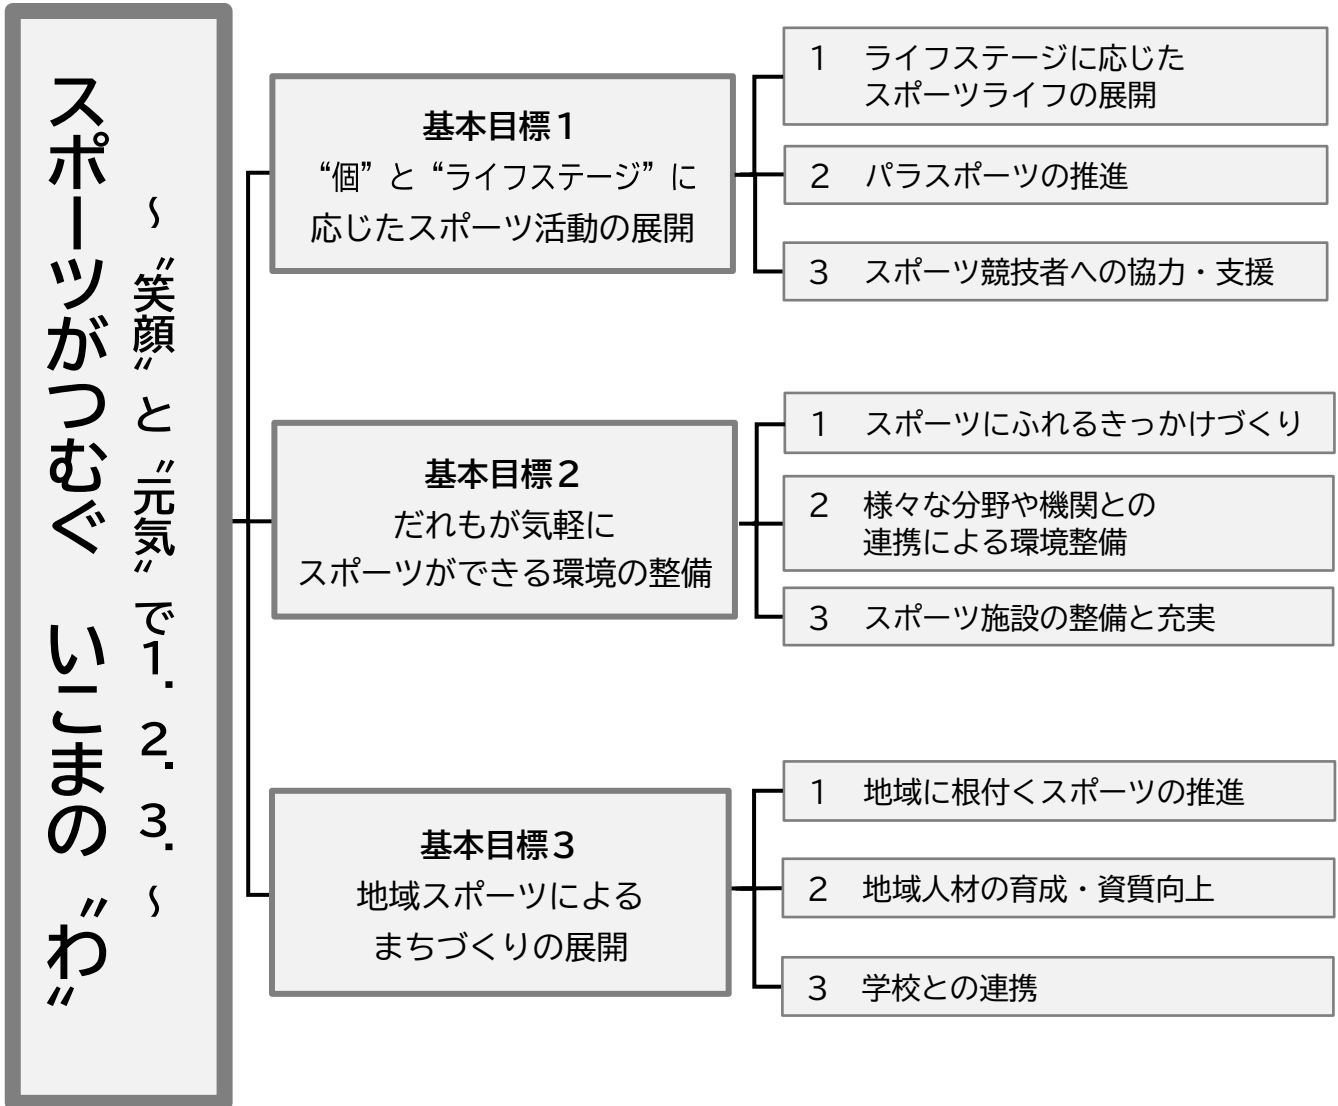 スポーツがつむぐ　いこまの〝わ〟
～〝笑顔〟と〝元気〟で１．２．３．～
基本目標１
“個”と“ライフステージ”に
応じたスポーツ活動の展開
１　ライフステージに応じた
スポーツライフの展開
２　パラスポーツの推進
３　スポーツ競技者への協力・支援
基本目標２
だれもが気軽に
スポーツができる環境の整備
１　スポーツにふれるきっかけづくり
２　様々な分野や機関との
連携による環境整備
３　スポーツ施設の整備と充実
基本目標３
地域スポーツによる
まちづくりの展開
１　地域に根付くスポーツの推進
２　地域人材の育成・資質向上
３　学校との連携